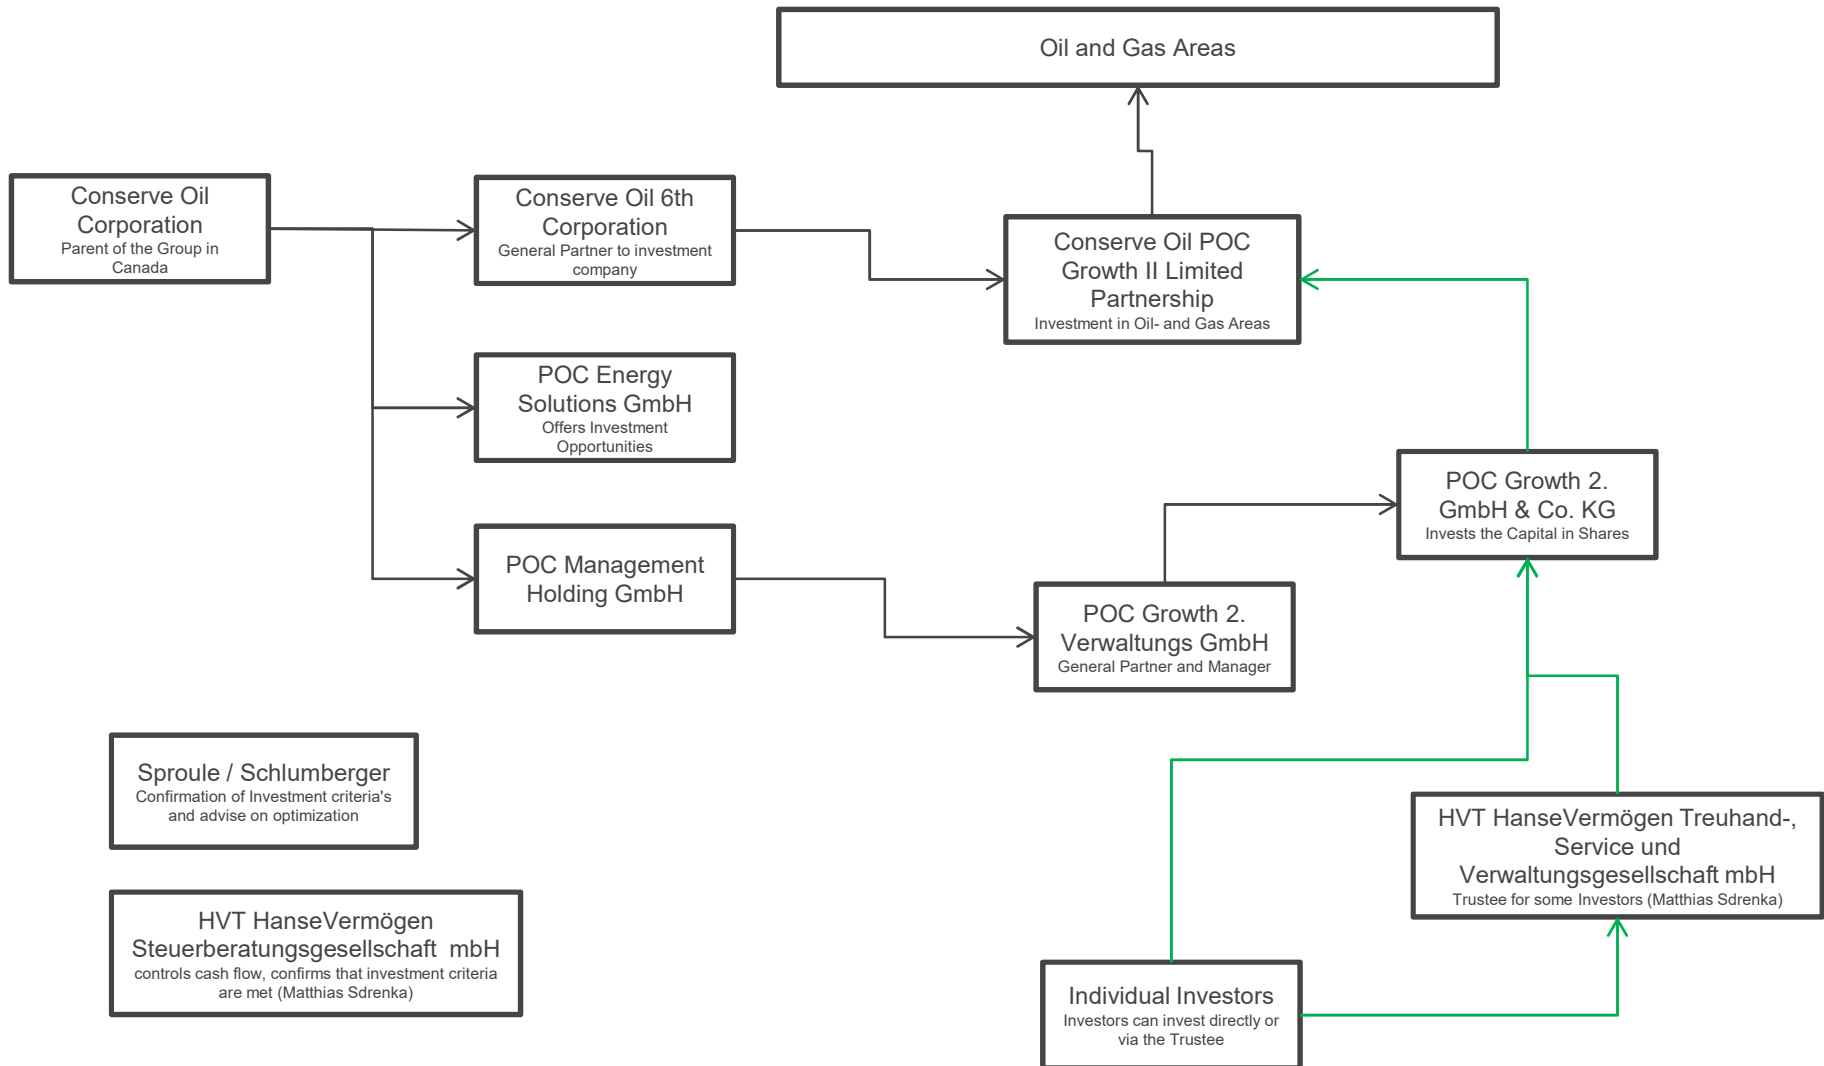 Oil and Gas Areas
Conserve Oil
Corporation
Parent of the Group in
Canada
Conserve Oil 6th
Corporation
General Partner to investment
company
Conserve Oil POC
Growth II Limited
Partnership
Investment in Oil- and Gas Areas
POC Energy
Solutions GmbH
Offers Investment
Opportunities
POC Growth 2.
GmbH & Co. KG
Invests the Capital in Shares
POC Management
Holding GmbH
POC Growth 2.
Verwaltungs GmbH
General Partner and Manager
Sproule / Schlumberger
Confirmation of Investment criteria's
and advise on optimization
HVT HanseVermögen Treuhand-,
Service und
Verwaltungsgesellschaft mbH
Trustee for some Investors (Matthias Sdrenka)
HVT HanseVermögen
Steuerberatungsgesellschaft mbH
controls cash flow, confirms that investment criteria
are met (Matthias Sdrenka)
Individual Investors
Investors can invest directly or
via the Trustee